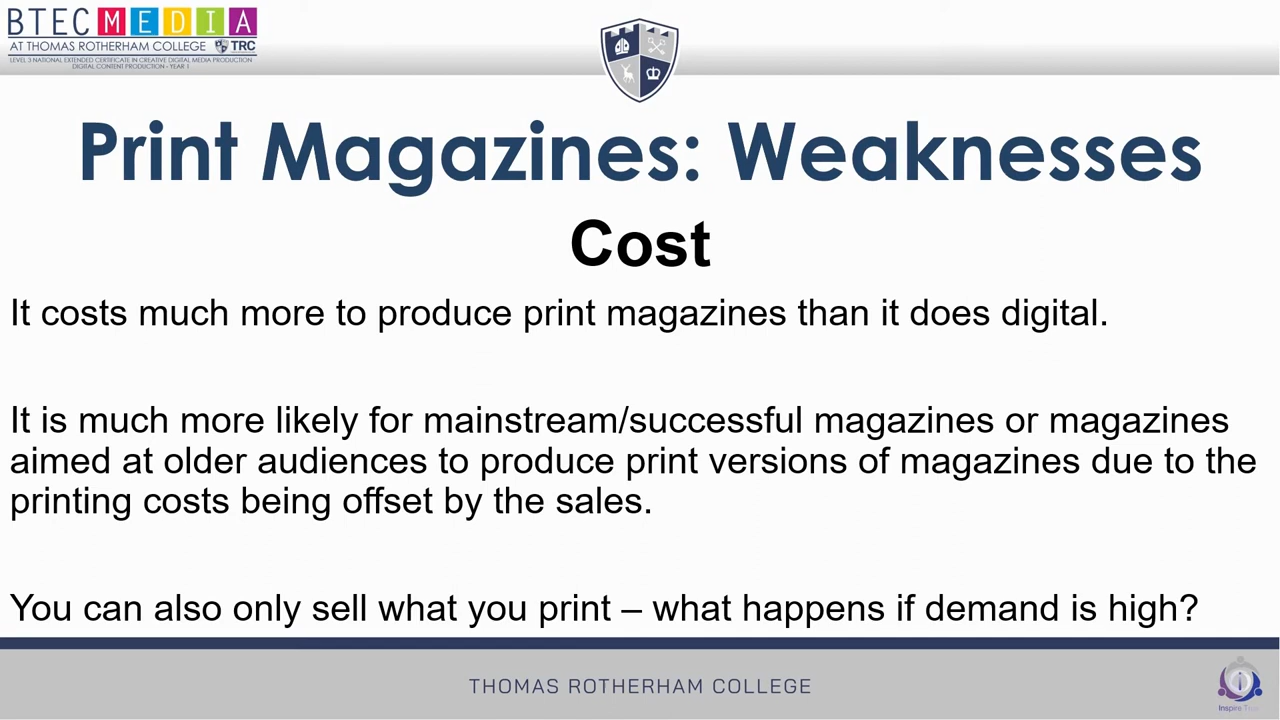 BTEC MEDIA
AT THOMAS ROTHERHAM COLLEGE TRC
LEVEL 3 NATIONAL EXTENDED CERTIFICATE IN CREATIVE DIGITAL MEDIA PRODUCTION
DIGITAL CONTENT PRODUCTION - YEAR 1
Print Magazines: Weaknesses
Cost
It costs much more to produce print magazines than it does digital.
It is much more likely for mainstream/successful magazines or magazines
aimed at older audiences to produce print versions of magazines due to the
printing costs being offset by the sales.
You can also only sell what you print – what happens if demand is high?
THOMAS ROTHERHAM COLLEGE
Inspire